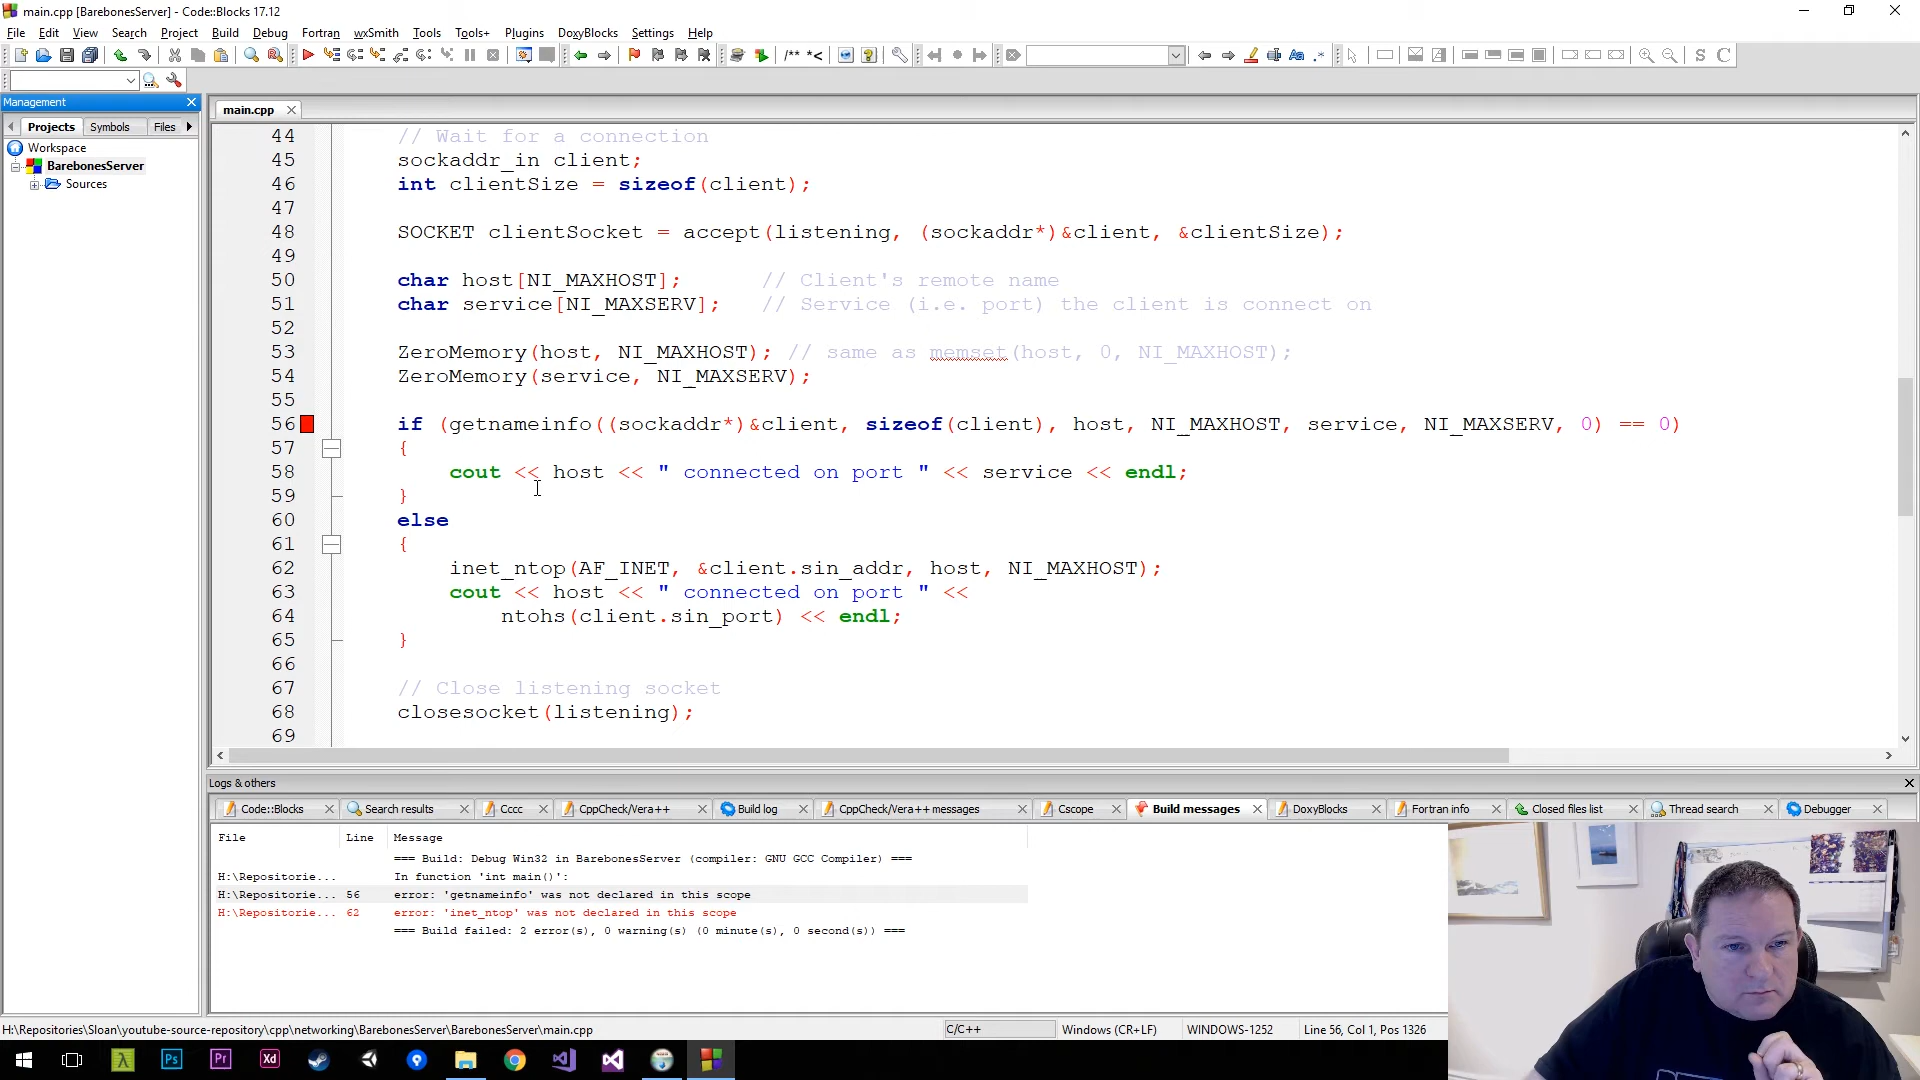 main.cpp [BarebonesServer] - Code::Blocks 17.12
File Edit View Search Project Build Debug Fortran wxSmith Tools Tools+ Plugins DoxyBlocks Settings Help
/** *<
Aa .*
S C
Management
main.cpp
Projects Symbols Files
Workspace
BarebonesServer
Sources
44 // Wait for a connection
45 sockaddr_in client;
46 int clientSize = sizeof(client);
47
48 SOCKET clientSocket = accept(listening, (sockaddr*)&client, &clientSize);
49
50 char host[NI_MAXHOST]; // Client's remote name
51 char service[NI_MAXSERV]; // Service (i.e. port) the client is connect on
52
53 ZeroMemory(host, NI_MAXHOST); // same as memset(host, 0, NI_MAXHOST);
54 ZeroMemory(service, NI_MAXSERV);
55
56 if (getnameinfo((sockaddr*)&client, sizeof(client), host, NI_MAXHOST, service, NI_MAXSERV, 0) == 0)
57 {
58 cout << host << " connected on port " << service << endl;
59 }
60 else
61 {
62 inet_ntop(AF_INET, &client.sin_addr, host, NI_MAXHOST);
63 cout << host << " connected on port " <<
64 ntohs(client.sin_port) << endl;
65 }
66
67 // Close listening socket
68 closesocket(listening);
69
Logs & others
Code::Blocks Search results Cccc CppCheck/Vera++ Build log CppCheck/Vera++ messages Cscope Build messages DoxyBlocks Fortran info Closed files list Thread search Debugger
File Line Message
=== Build: Debug Win32 in BarebonesServer (compiler: GNU GCC Compiler) ===
H:\Repositorie... In function 'int main()':
H:\Repositorie... 56 error: 'getnameinfo' was not declared in this scope
H:\Repositorie... 62 error: 'inet_ntop' was not declared in this scope
=== Build failed: 2 error(s), 0 warning(s) (0 minute(s), 0 second(s)) ===
H:\Repositories\Sloan\youtube-source-repository\cpp\networking\BarebonesServer\BarebonesServer\main.cpp C/C++ Windows (CR+LF) WINDOWS-1252 Line 56, Col 1, Pos 1326
Ps Pr Xd